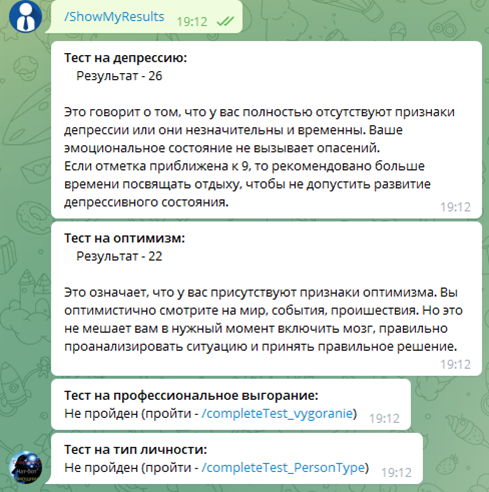 /ShowMyResults
19:12
Тест на депрессию:
Результат - 26
Это говорит о том, что у вас полностью отсутствуют признаки
депрессии или они незначительны и временны. Ваше
эмоциональное состояние не вызывает опасений.
Если отметка приближена к 9, то рекомендовано больше
времени посвящать отдыху, чтобы не допустить развитие
депрессивного состояния.
19:12
Тест на оптимизм:
Результат - 22
Это означает, что у вас присутствуют признаки оптимизма. Вы
оптимистично смотрите на мир, события, проишествия. Но это
не мешает вам в нужный момент включить мозг, правильно
проанализировать ситуацию и принять правильное решение.
19:12
Тест на профессиональное выгорание:
Не пройден (пройти - /completeTest_vygoranie)
19:12
Тест на тип личности:
Не пройден (пройти - /completeTest_PersonType)
19:12